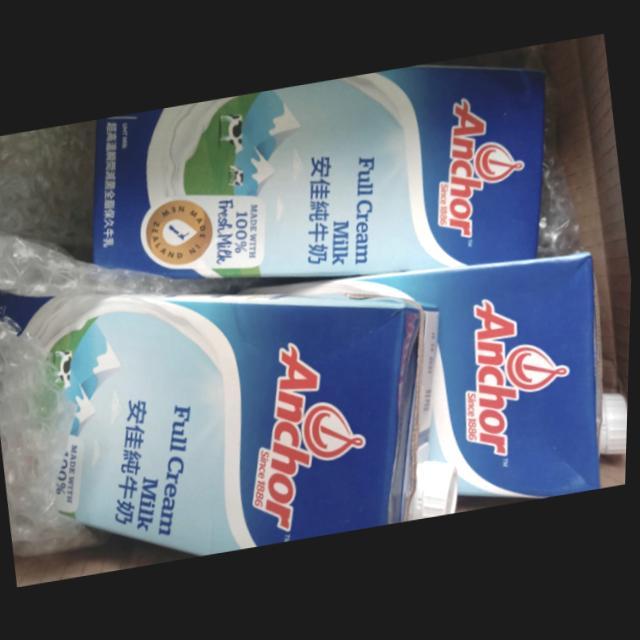 Anchor
Since 1886
Full Cream
Milk
安佳純牛奶
MADE WITH
100%
Fresh Milk
NEW ZEALAND MADE
Anchor
Since 1886
Anchor
Since 1886
Full Cream
Milk
安佳純牛奶
MADE WITH
100%